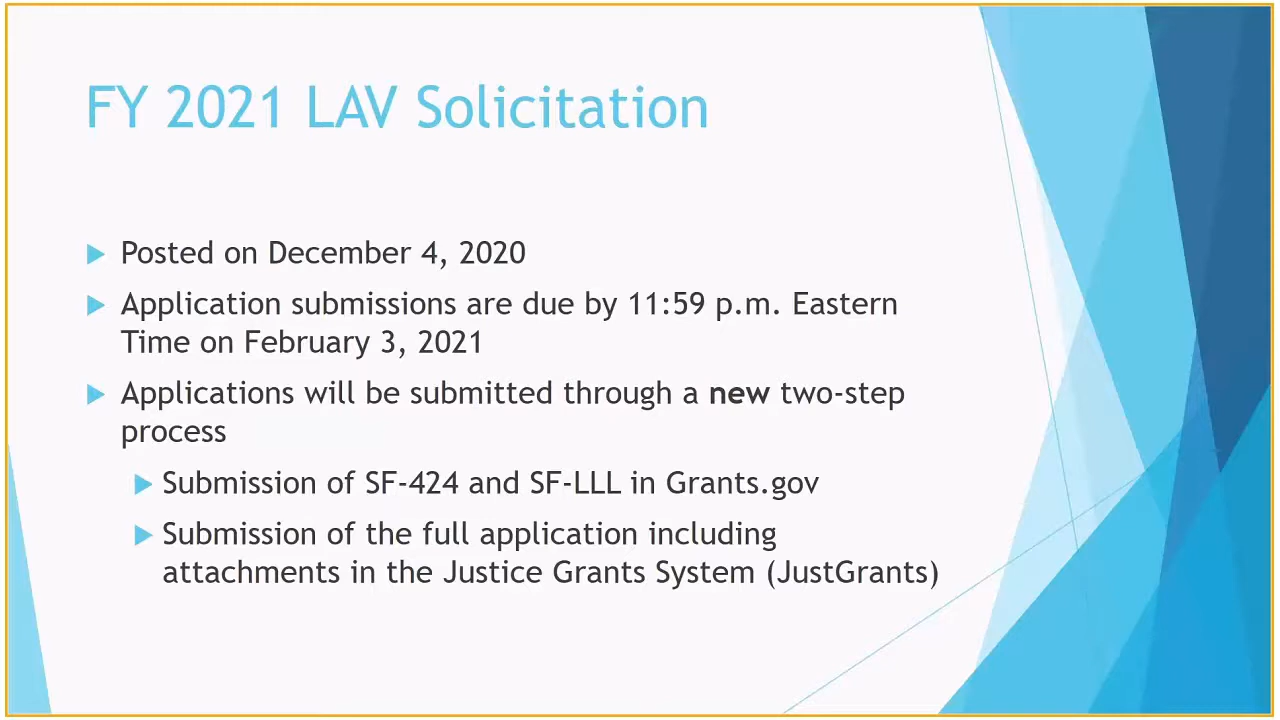 FY 2021 LAV Solicitation
Posted on December 4, 2020
Application submissions are due by 11:59 p.m. Eastern
Time on February 3, 2021
Applications will be submitted through a new two-step
process
Submission of SF-424 and SF-LLL in Grants.gov
Submission of the full application including
attachments in the Justice Grants System (JustGrants)